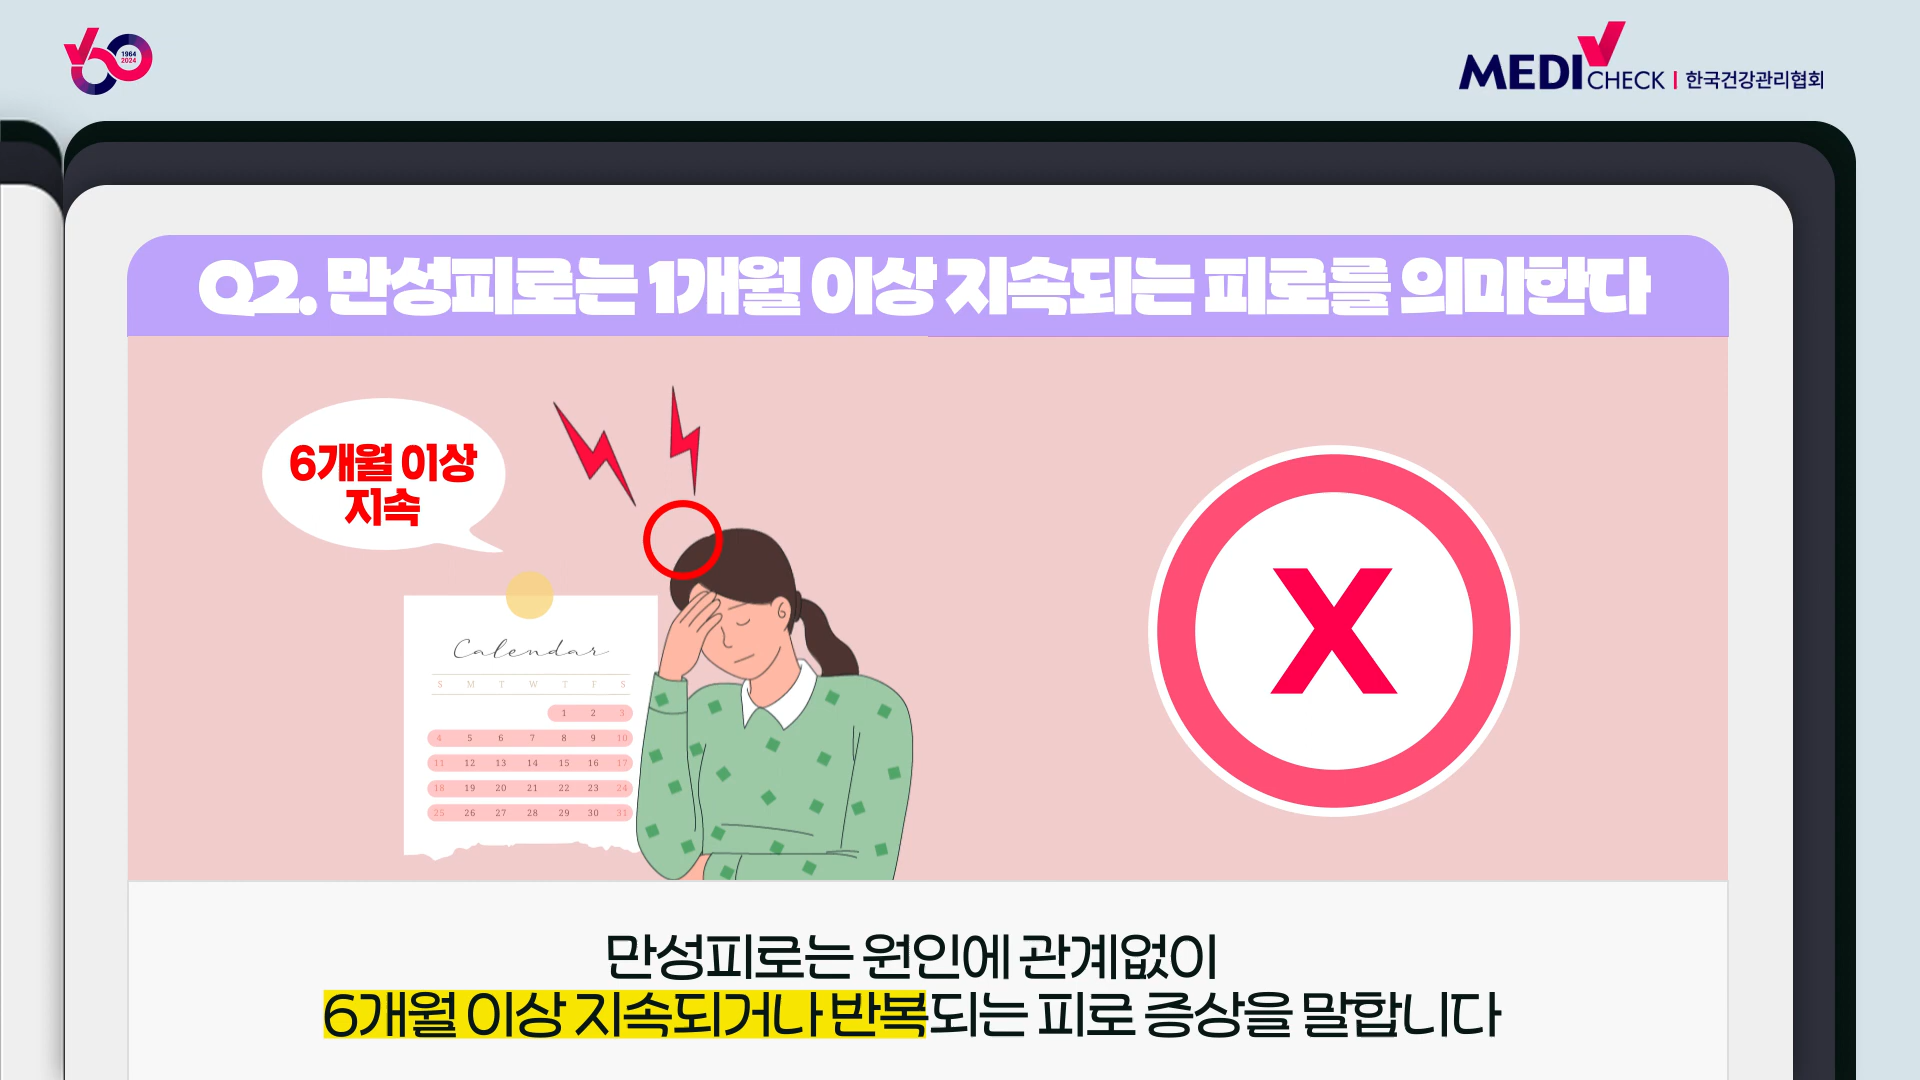 60
1964
2024
MEDI CHECK | 한국건강관리협회
Q2. 만성피로는 1개월 이상 지속되는 피로를 의미한다
6개월 이상
지속
Calendar
S M T W T F S
1 2 3
4 5 6 7 8 9 10
11 12 13 14 15 16 17
18 19 20 21 22 23 24
25 26 27 28 29 30 31
X
만성피로는 원인에 관계없이
6개월 이상 지속되거나 반복되는 피로 증상을 말합니다